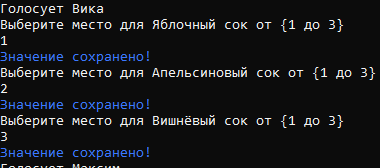 Голосует Вика
Выберите место для Яблочный сок от {1 до 3}
1
Значение сохранено!
Выберите место для Апельсиновый сок от {1 до 3}
2
Значение сохранено!
Выберите место для Вишнёвый сок от {1 до 3}
3
Значение сохранено!
Голосует Максим